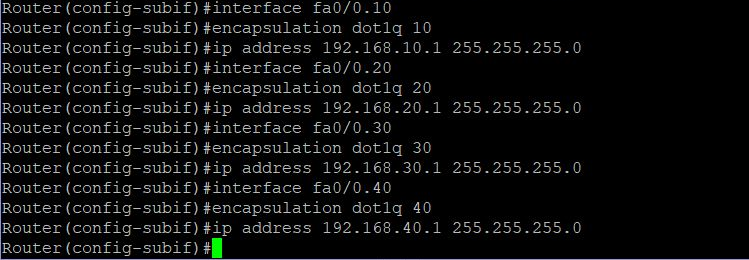 Router(config-subif)#interface fa0/0.10
Router(config-subif)#encapsulation dot1q 10
Router(config-subif)#ip address 192.168.10.1 255.255.255.0
Router(config-subif)#interface fa0/0.20
Router(config-subif)#encapsulation dot1q 20
Router(config-subif)#ip address 192.168.20.1 255.255.255.0
Router(config-subif)#interface fa0/0.30
Router(config-subif)#encapsulation dot1q 30
Router(config-subif)#ip address 192.168.30.1 255.255.255.0
Router(config-subif)#interface fa0/0.40
Router(config-subif)#encapsulation dot1q 40
Router(config-subif)#ip address 192.168.40.1 255.255.255.0
Router(config-subif)#